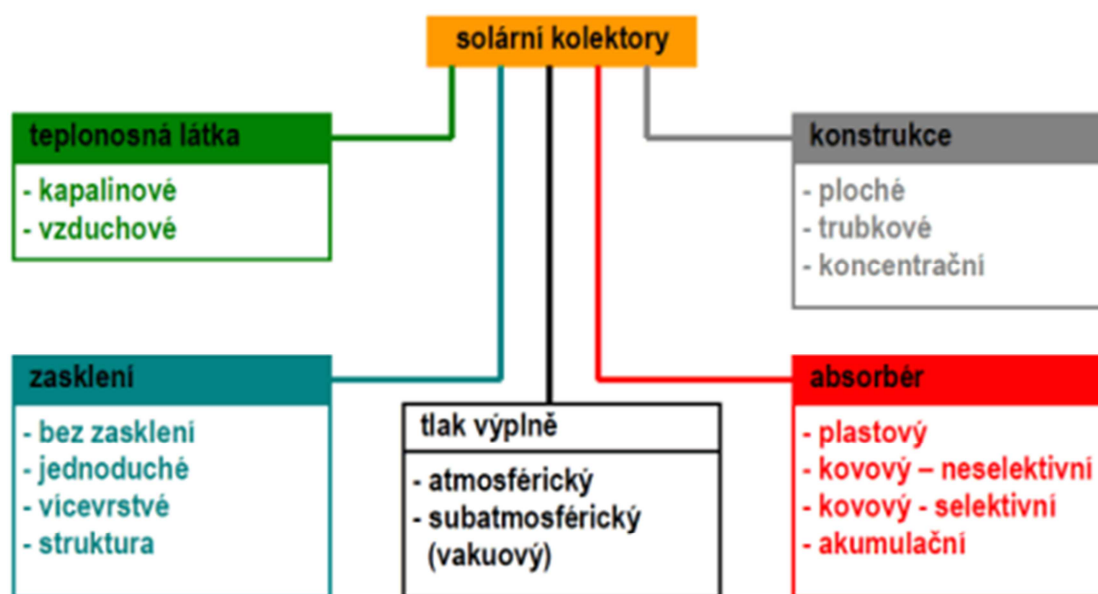 solární kolektory
teplonosná látka
- kapalinové
- vzduchové
konstrukce
- ploché
- trubkové
- koncentrační
zasklení
- bez zasklení
- jednoduché
- vícevrstvé
- struktura
tlak výplně
- atmosférický
- subatmosférický
(vakuový)
absorbér
- plastový
- kovový – neselektivní
- kovový - selektivní
- akumulační